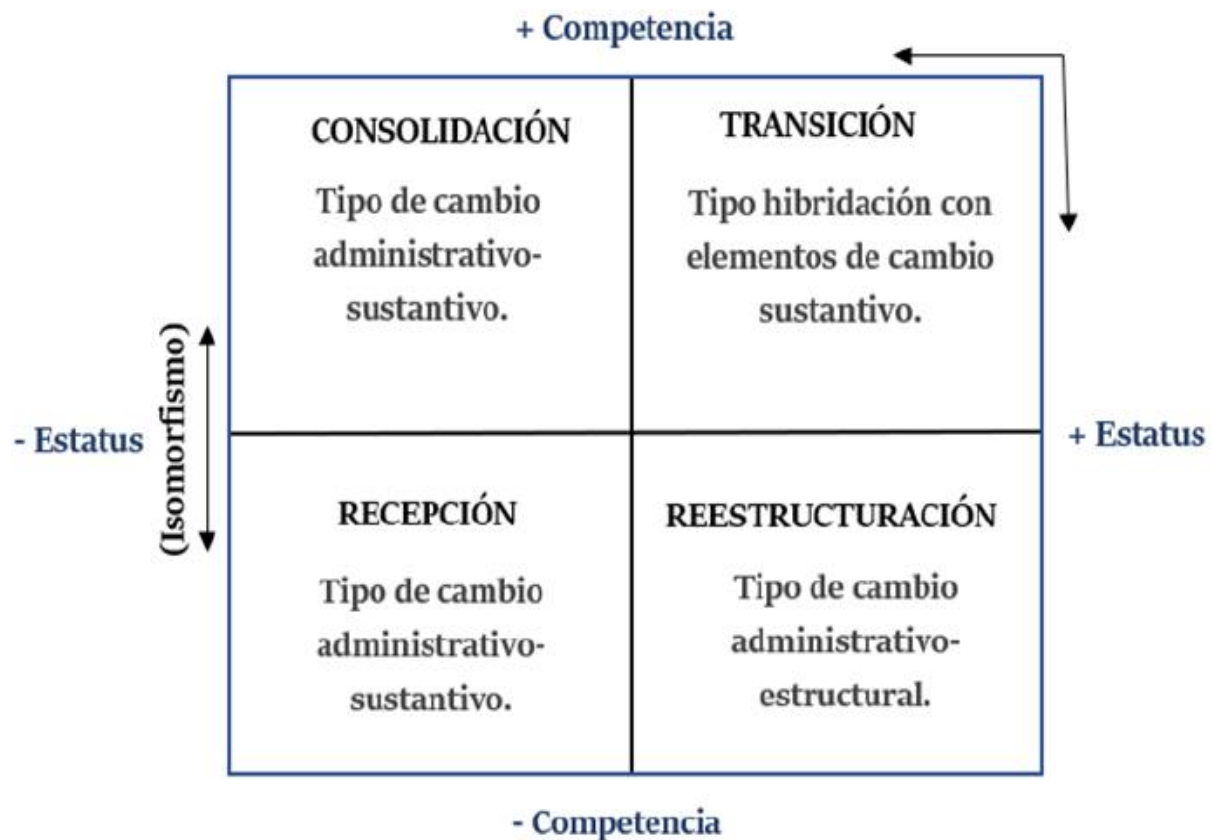 + Competencia
CONSOLIDACIÓN
Tipo de cambio
administrativo-
sustantivo.
TRANSICIÓN
Tipo hibridación con
elementos de cambio
sustantivo.
- Estatus
(Isomorfismo)
+ Estatus
RECEPCIÓN
Tipo de cambio
administrativo-
sustantivo.
REESTRUCTURACIÓN
Tipo de cambio
administrativo-
estructural.
- Competencia